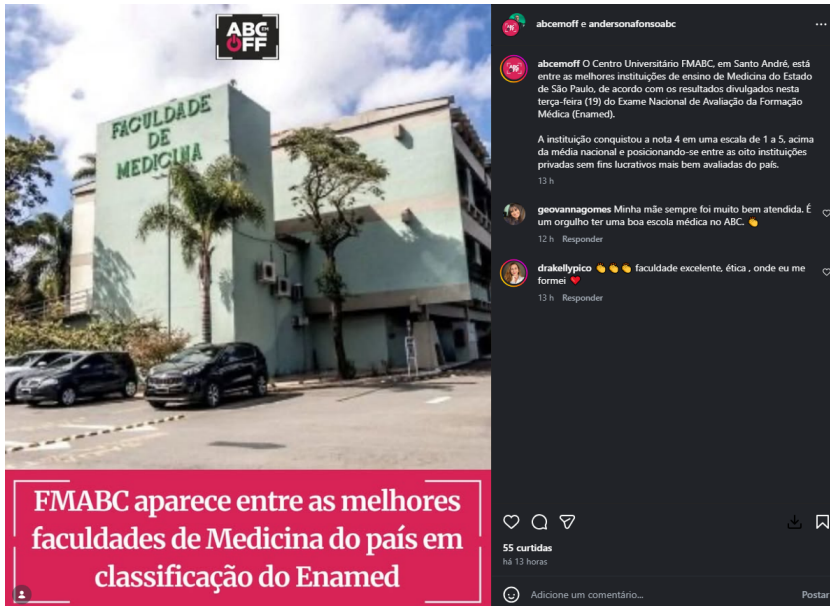 ABC EM
OFF
FACULDADE
DE
MEDICINA
FMABC aparece entre as melhores
faculdades de Medicina do país em
classificação do Enamed
abcemoff e andersonafonsoabc
abcemoff O Centro Universitário FMABC, em Santo André, está
entre as melhores instituições de ensino de Medicina do Estado
de São Paulo, de acordo com os resultados divulgados nesta
terça-feira (19) do Exame Nacional de Avaliação da Formação
Médica (Enamed).
A instituição conquistou a nota 4 em uma escala de 1 a 5, acima
da média nacional e posicionando-se entre as oito instituições
privadas sem fins lucrativos mais bem avaliadas do país.
13 h
geovannagomes Minha mãe sempre foi muito bem atendida. É
um orgulho ter uma boa escola médica no ABC. 👏
12 h Responder
drakellypico 👏👏👏 faculdade excelente, ética , onde eu me
formei ❤️
13 h Responder
55 curtidas
há 13 horas
Adicione um comentário... Postar